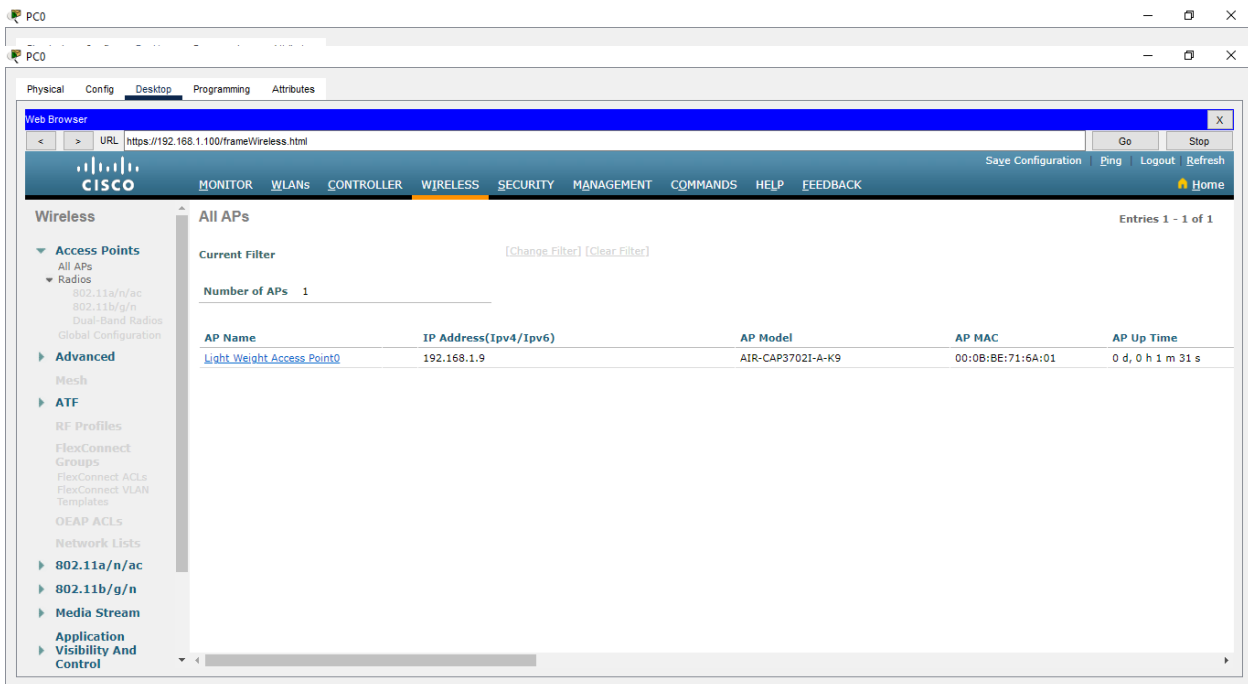 PC0
PC0
Physical Config Desktop Programming Attributes
Web Browser X
< > URL https://192.168.1.100/frameWireless.html Go Stop
Save Configuration | Ping | Logout | Refresh
CISCO MONITOR WLANs CONTROLLER WIRELESS SECURITY MANAGEMENT COMMANDS HELP FEEDBACK Home
Wireless
Access Points
All APs
Radios
802.11a/n/ac
802.11b/g/n
Dual-Band Radios
Global Configuration
Advanced
Mesh
ATF
RF Profiles
FlexConnect
Groups
FlexConnect ACLs
FlexConnect VLAN
Templates
OEAP ACLs
Network Lists
802.11a/n/ac
802.11b/g/n
Media Stream
Application
Visibility And
Control
All APs
Entries 1 - 1 of 1
Current Filter [Change Filter] [Clear Filter]
Number of APs 1
AP Name IP Address(Ipv4/Ipv6) AP Model AP MAC AP Up Time
Light Weight Access Point0 192.168.1.9 AIR-CAP3702I-A-K9 00:0B:BE:71:6A:01 0 d, 0 h 1 m 31 s